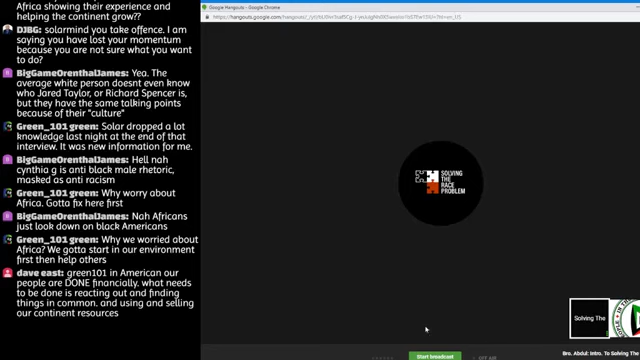 Africa showing their experience and
helping the continent grow??
DJBG: solarmind you take offence. I am
saying you have lost your momentum
because you are not sure what you want
to do?
BigGameOrenthalJames: Yea. The
average white person doesnt even know
who Jared Taylor, or Richard Spencer is,
but they have the same talking points
because of their "culture"
Green_101 green: Solar dropped a lot
knowledge last night at the end of that
interview. It was new information for me.
BigGameOrenthalJames: Hell nah
cynthia g is anti black male rhetoric,
masked as anti racism
Green_101 green: Why worry about
Africa. Gotta fix here first
BigGameOrenthalJames: Nah Africans
just look down on black Americans
Green_101 green: Why we worried about
Africa? We gotta start in our environment
first then help others
dave east: green101 in American our
people are DONE financially. what needs
to be done is reacting out and finding
things in common. and using and selling
our continent resources
Google Hangouts - Google Chrome
https://hangouts.google.com/hangouts/
SOLVING
THE
RACE
PROBLEM
Solving The
PEOPLE IN THE
Start broadcast
OFF AIR
Bro. Abdul: Intro. To Solving The